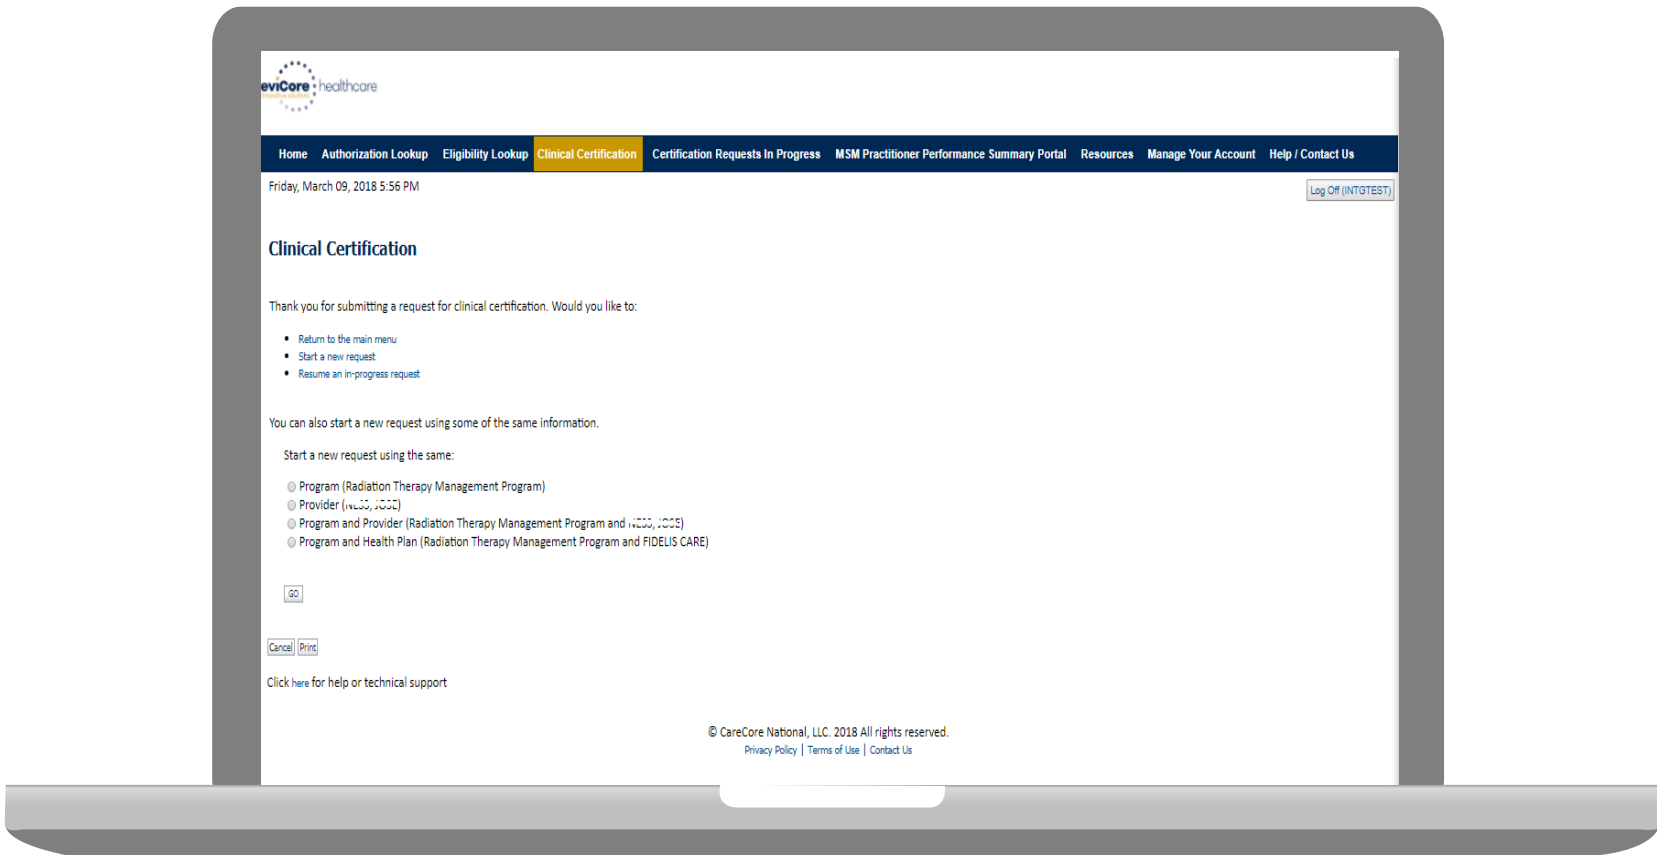 eviCore healthcare
innovative solutions
Home Authorization Lookup Eligibility Lookup Clinical Certification Certification Requests In Progress MSM Practitioner Performance Summary Portal Resources Manage Your Account Help / Contact Us
Friday, March 09, 2018 5:56 PM
Log Off (INTGTEST)
Clinical Certification
Thank you for submitting a request for clinical certification. Would you like to:
• Return to the main menu
• Start a new request
• Resume an in-progress request
You can also start a new request using some of the same information.
Start a new request using the same:
Program (Radiation Therapy Management Program)
Provider (
Program and Provider (Radiation Therapy Management Program and
Program and Health Plan (Radiation Therapy Management Program and FIDELIS CARE)
GO
Cancel Print
Click here for help or technical support
© CareCore National, LLC. 2018 All rights reserved.
Privacy Policy | Terms of Use | Contact Us